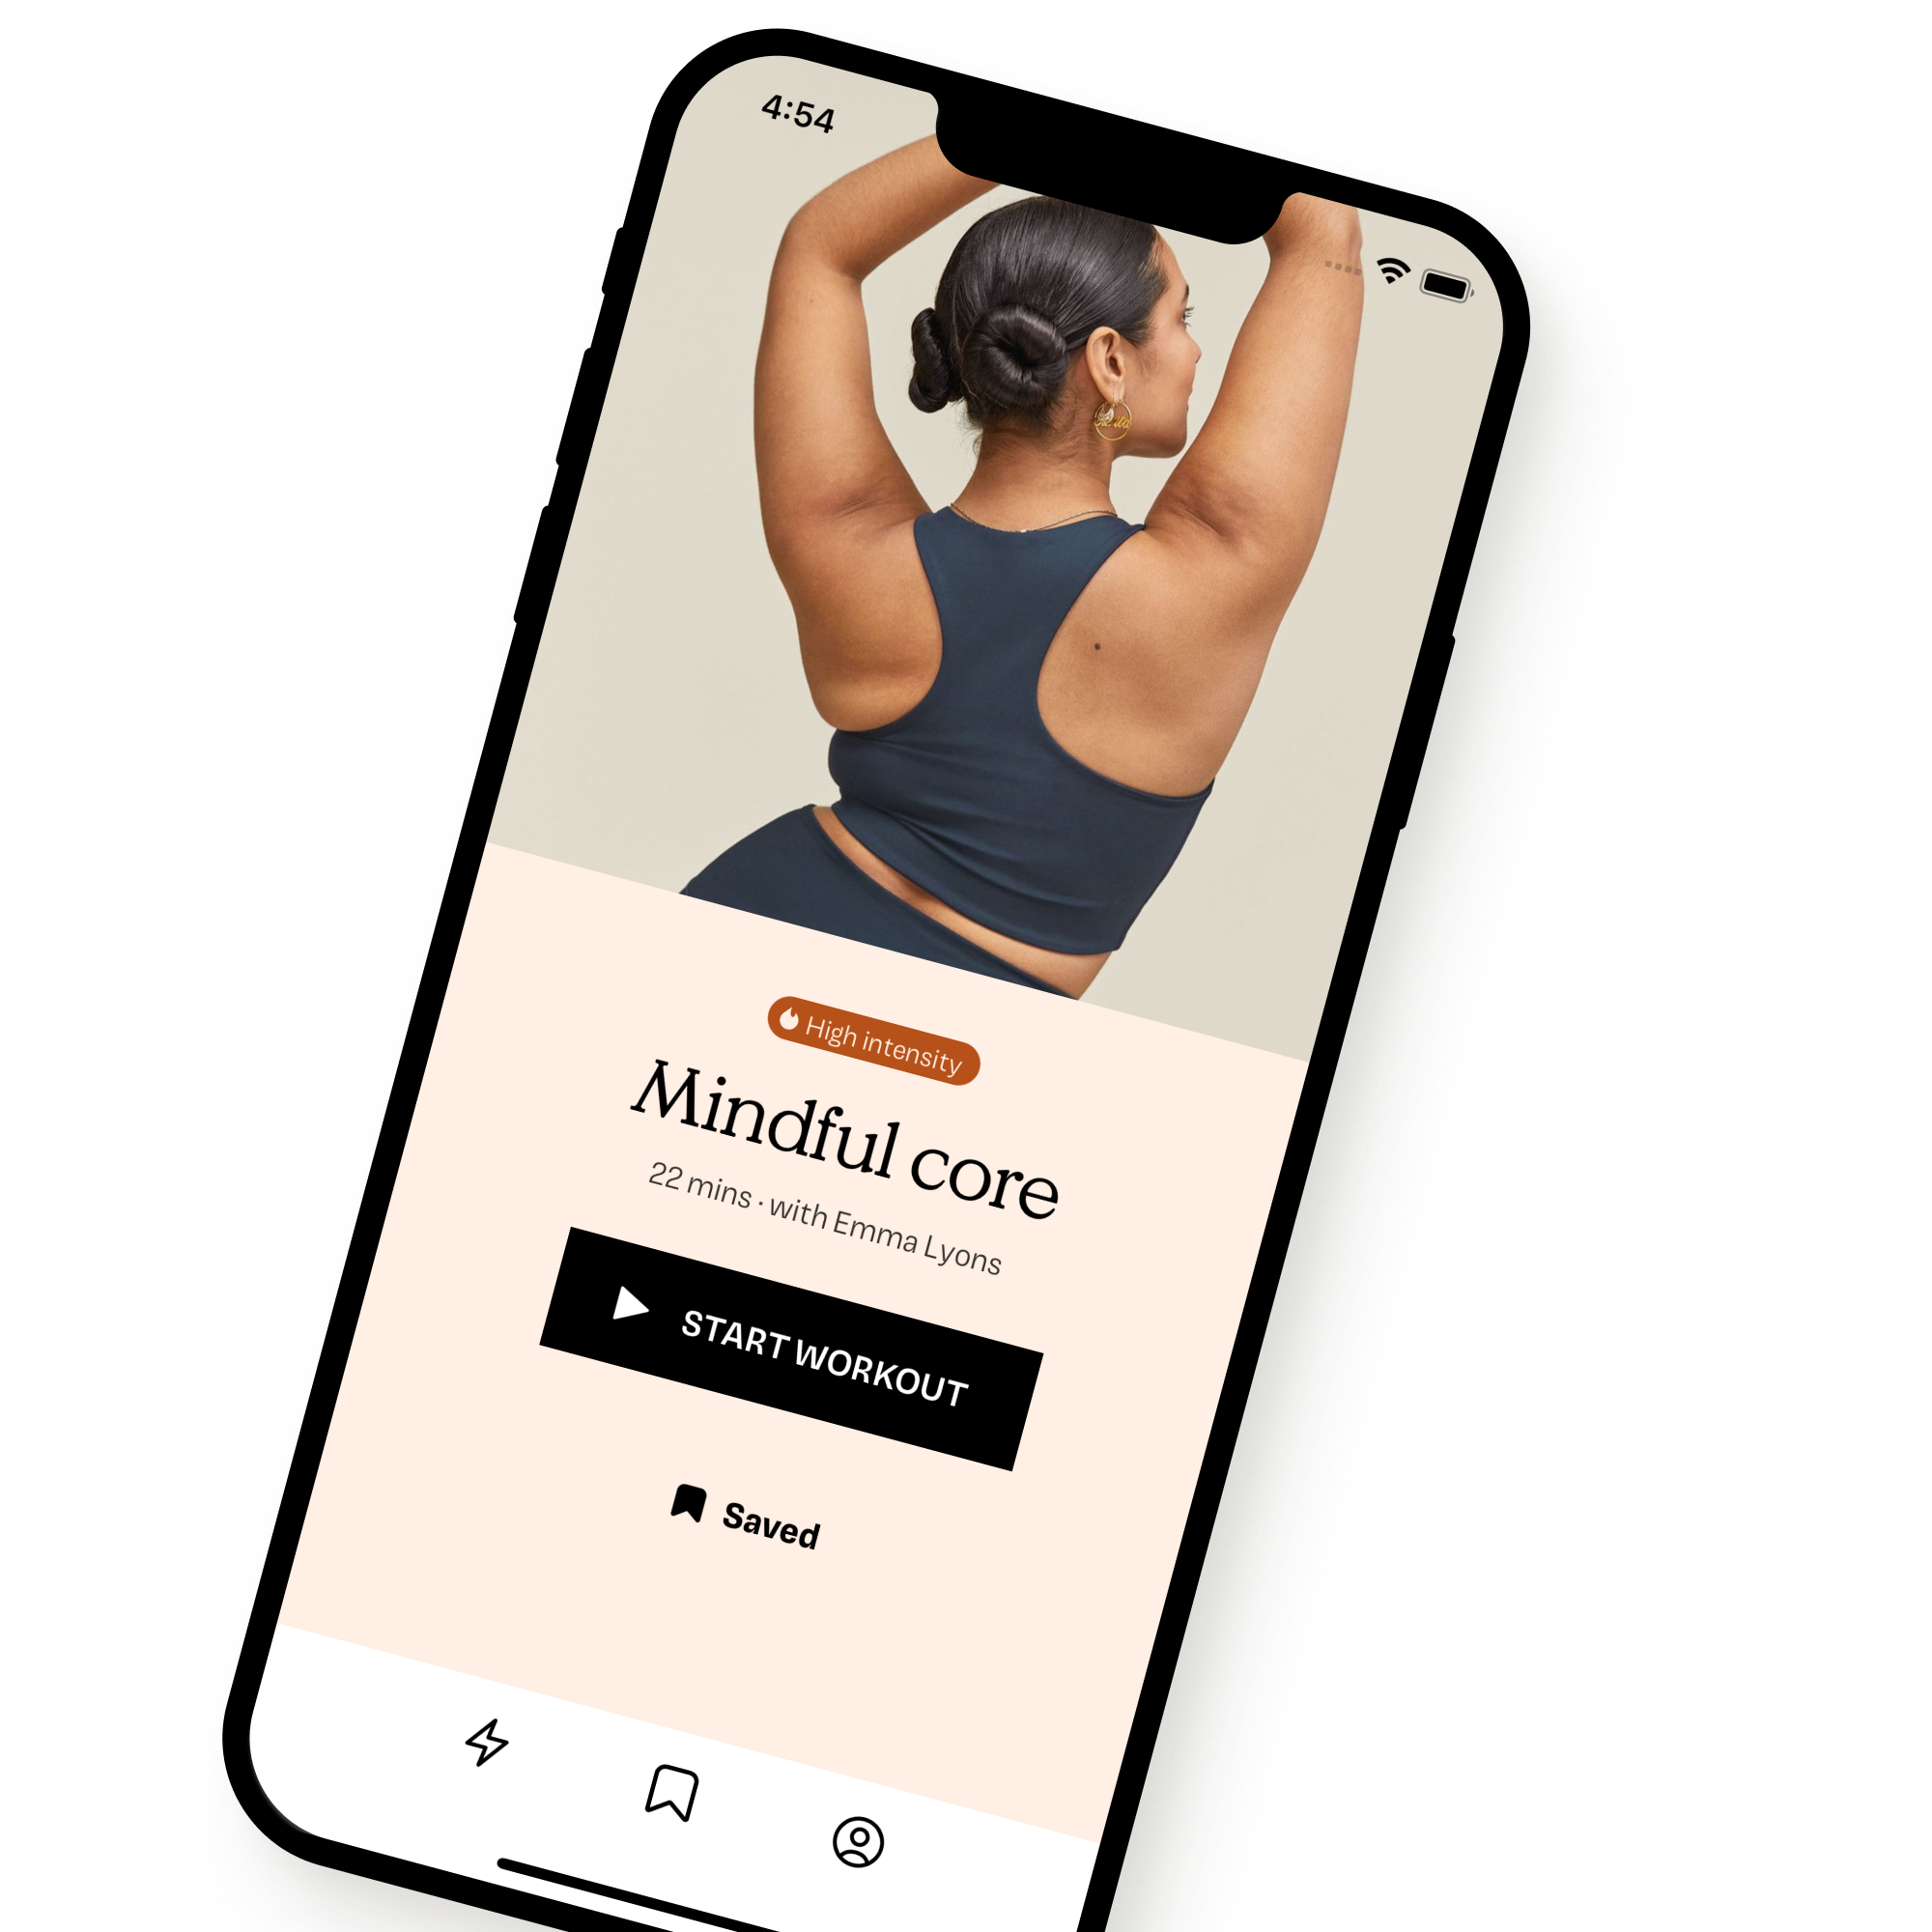 4:54
High intensity
Mindful core
22 mins · with Emma Lyons
START WORKOUT
Saved